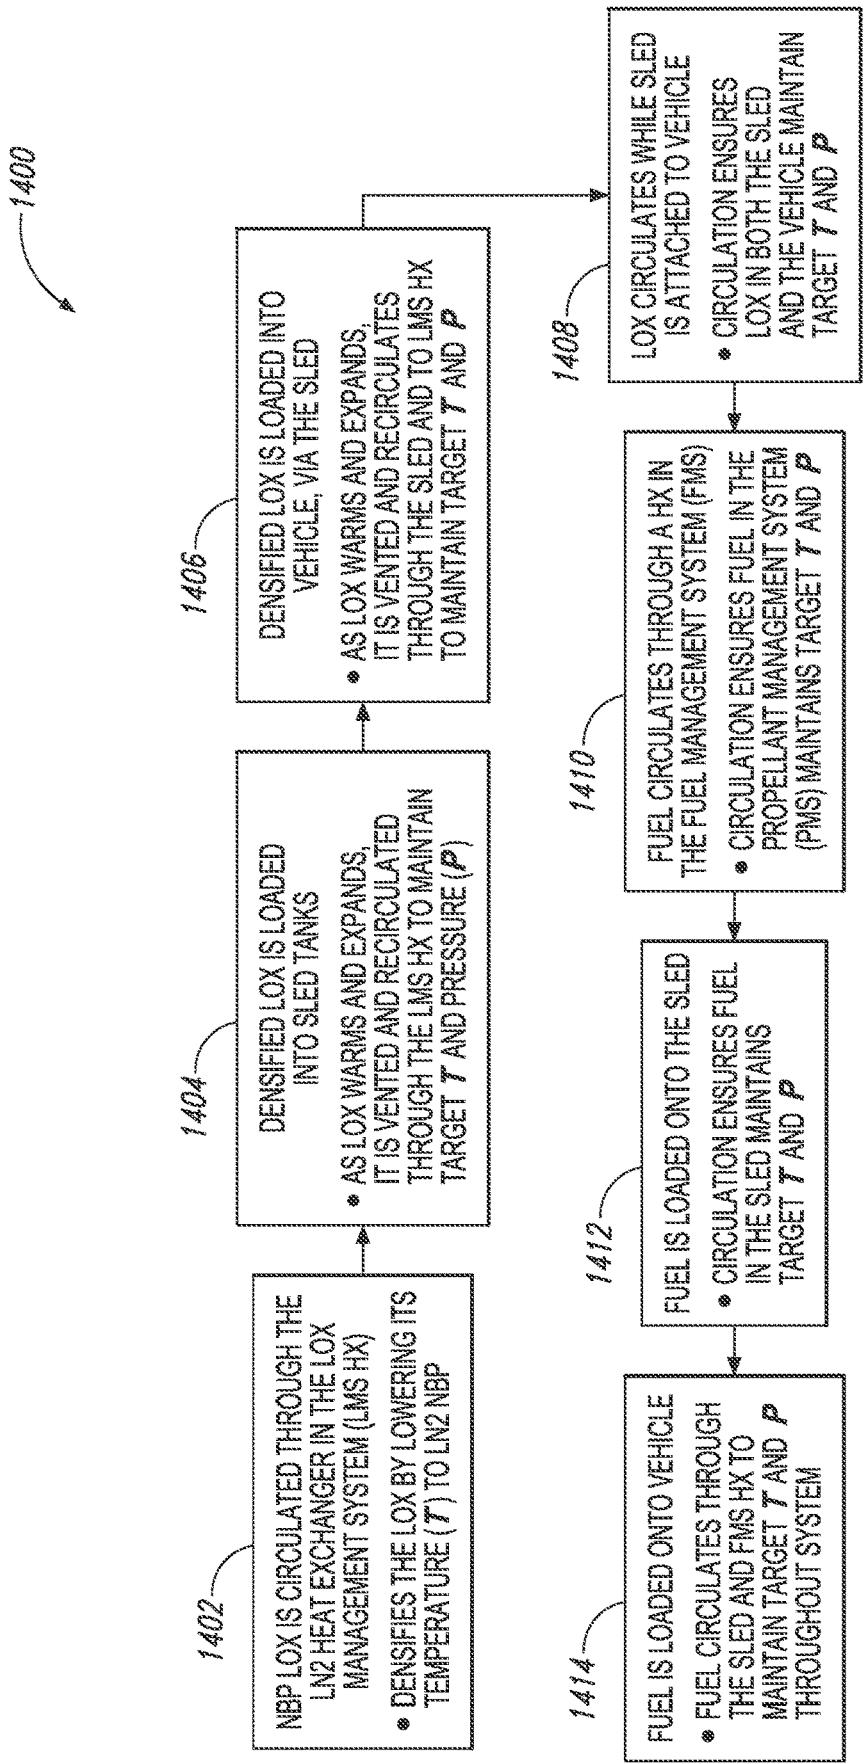 1400
1402
NBP LOX IS CIRCULATED THROUGH THE
LN2 HEAT EXCHANGER IN THE LOX
MANAGEMENT SYSTEM (LMS HX)
• DENSIFIES THE LOX BY LOWERING ITS
TEMPERATURE (T) TO LN2 NBP
1404
DENSIFIED LOX IS LOADED
INTO SLED TANKS
• AS LOX WARMS AND EXPANDS,
IT IS VENTED AND RECIRCULATED
THROUGH THE LMS HX TO MAINTAIN
TARGET T AND PRESSURE (P)
1406
DENSIFIED LOX IS LOADED INTO
VEHICLE, VIA THE SLED
• AS LOX WARMS AND EXPANDS,
IT IS VENTED AND RECIRCULATES
THROUGH THE SLED AND TO LMS HX
TO MAINTAIN TARGET T AND P
1408
LOX CIRCULATES WHILE SLED
IS ATTACHED TO VEHICLE
• CIRCULATION ENSURES
LOX IN BOTH THE SLED
AND THE VEHICLE MAINTAIN
TARGET T AND P
1410
FUEL CIRCULATES THROUGH A HX IN
THE FUEL MANAGEMENT SYSTEM (FMS)
• CIRCULATION ENSURES FUEL IN THE
PROPELLANT MANAGEMENT SYSTEM
(PMS) MAINTAINS TARGET T AND P
1412
FUEL IS LOADED ONTO THE SLED
• CIRCULATION ENSURES FUEL
IN THE SLED MAINTAINS
TARGET T AND P
1414
FUEL IS LOADED ONTO VEHICLE
• FUEL CIRCULATES THROUGH
THE SLED AND FMS HX TO
MAINTAIN TARGET T AND P
THROUGHOUT SYSTEM